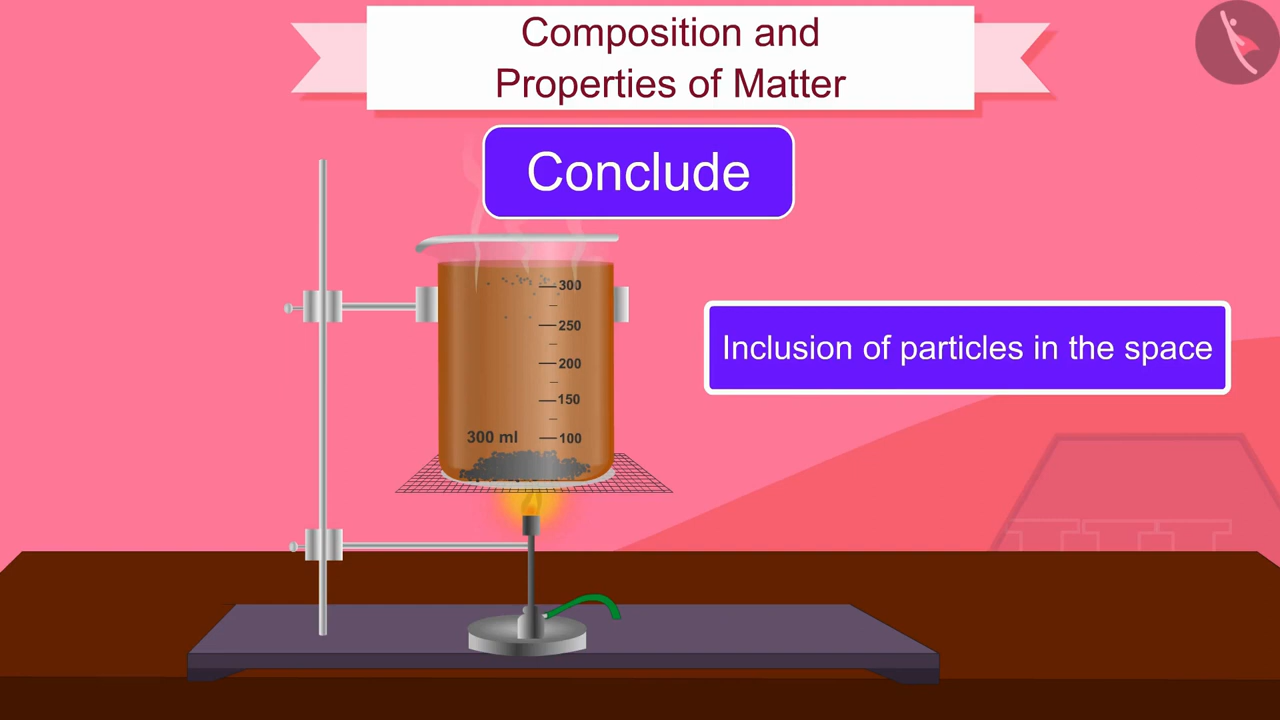 Composition and
Properties of Matter
Conclude
300
250
Inclusion of particles in the space
200
150
300 ml
100